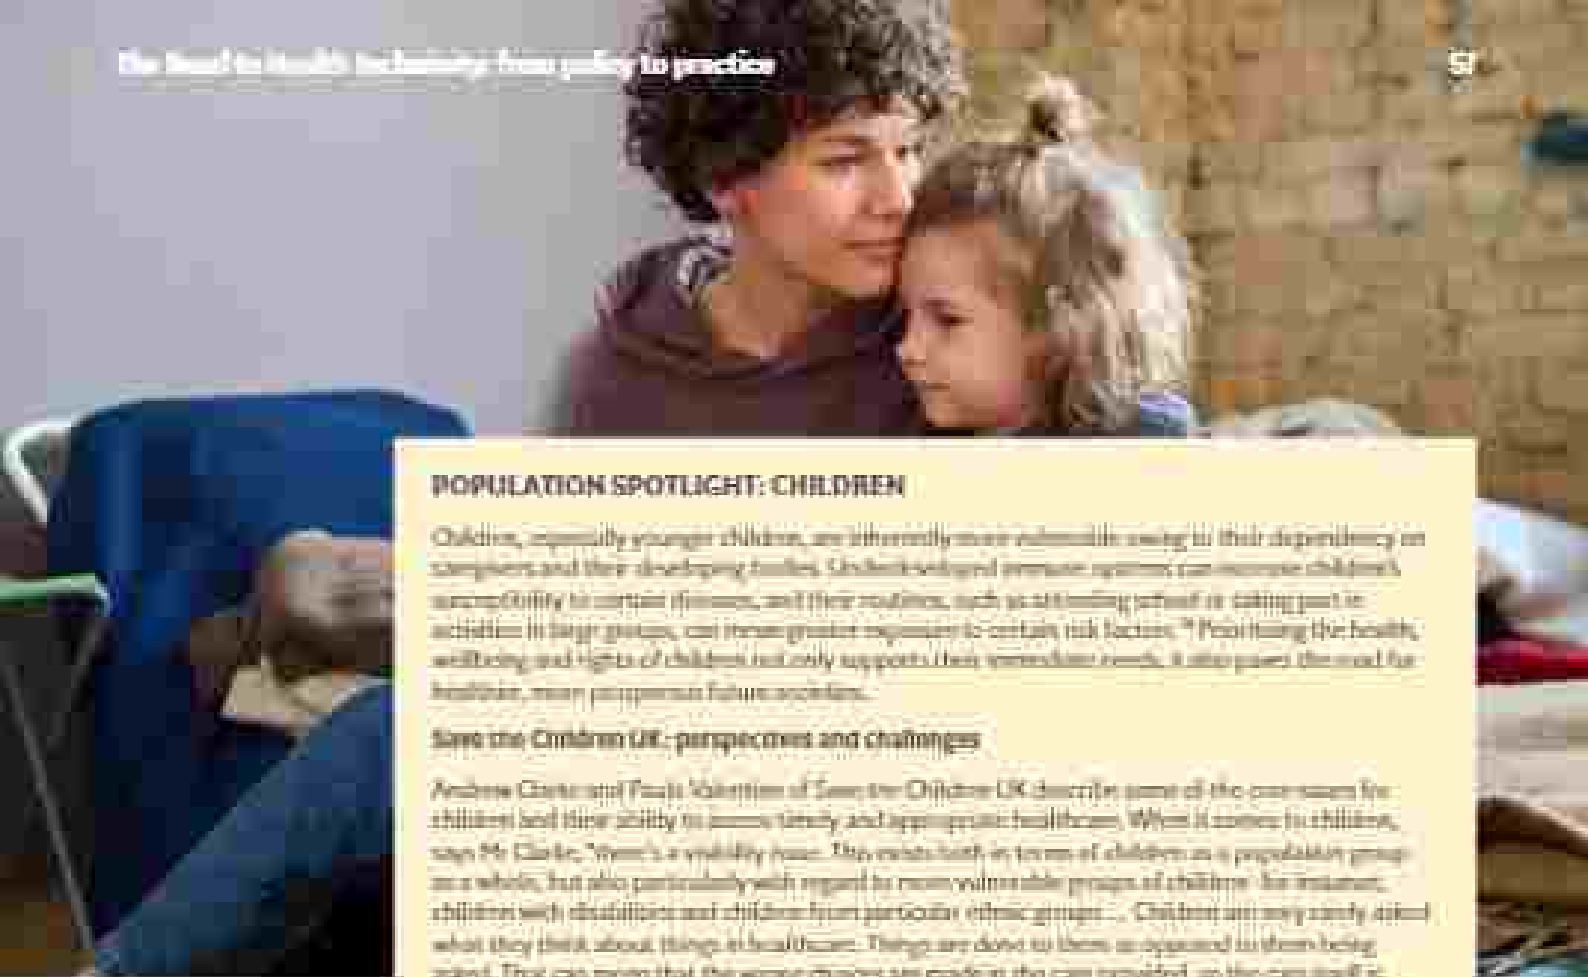 The Road to Health Inclusivity: from policy to practice
POPULATION SPOTLIGHT: CHILDREN
Children, especially younger children, are inherently more vulnerable owing to their dependency on
caregivers and their developing bodies. Underdeveloped immune systems can increase children's
susceptibility to certain diseases, and their routines, such as attending school or taking part in
activities in large groups, can mean greater exposure to certain risk factors. Prioritising the health,
wellbeing and rights of children not only supports their immediate needs, it also paves the road for
healthier, more prosperous future societies.
Save the Children UK: perspectives and challenges
Andrew Clarke and Paula Valentine of Save the Children UK describe some of the core issues for
children and their ability to access timely and appropriate healthcare. When it comes to children,
says Mr Clarke, "there's a visibility issue. This exists both in terms of children as a population group
as a whole, but also particularly with regard to more vulnerable groups of children for instance,
children with disabilities and children from particular ethnic groups ... Children are very rarely asked
what they think about things in healthcare. Things are done to them as opposed to them being
asked. This can mean that the wrong